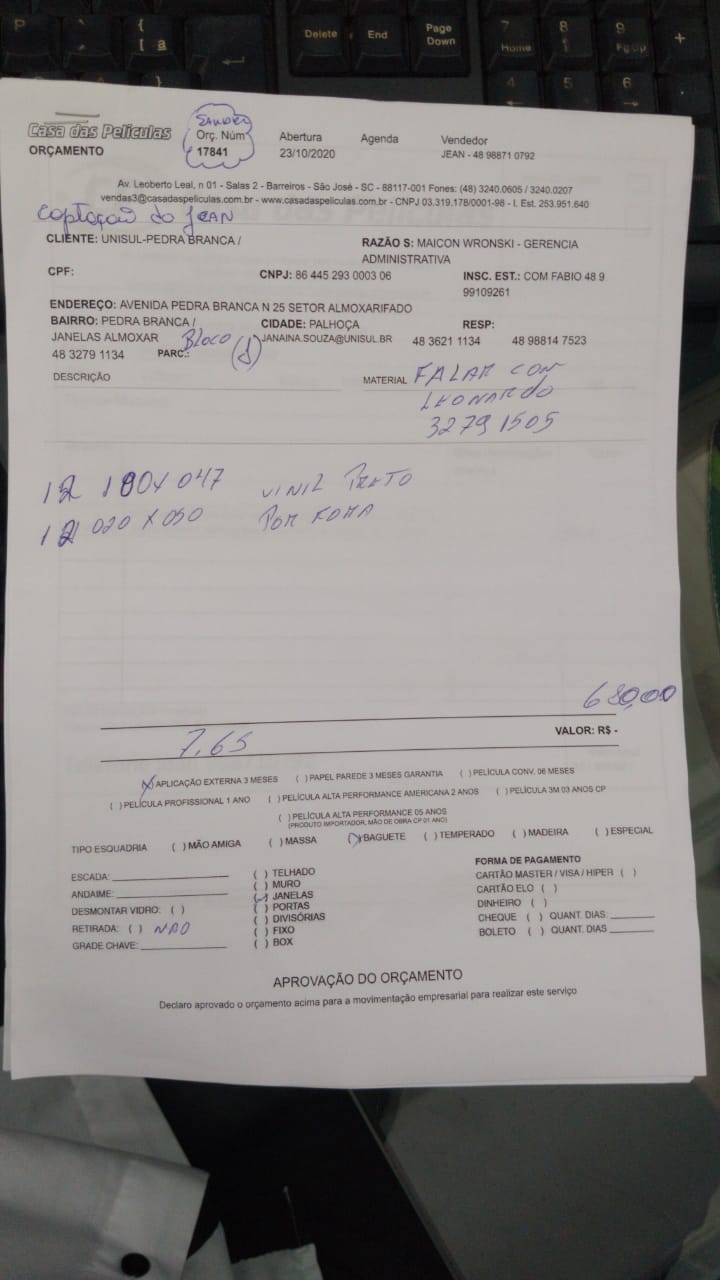 Delete End Page Down 7 Home 8 9 PgUp +
4 5 6
Casa das Películas
ORÇAMENTO
SANDRO
Orç. Núm
17841
Abertura
23/10/2020
Agenda
Vendedor
JEAN - 48 98871 0792
Av. Leoberto Leal, n 01 - Salas 2 - Barreiros - São José - SC - 88117-001 Fones: (48) 3240.0605 / 3240.0207
vendas3@casadaspeliculas.com.br - www.casadaspeliculas.com.br - CNPJ 03.319.178/0001-98 - I. Est. 253.951.640
Captação do JEAN
CLIENTE: UNISUL-PEDRA BRANCA /
RAZÃO S: MAICON WRONSKI - GERENCIA
ADMINISTRATIVA
CPF:
CNPJ: 86 445 293 0003 06
INSC. EST.: COM FABIO 48 9
99109261
ENDEREÇO: AVENIDA PEDRA BRANCA N 25 SETOR ALMOXARIFADO
BAIRRO: PEDRA BRANCA /
CIDADE: PALHOÇA
RESP:
JANELAS ALMOXAR
BLOCO
JANAINA.SOUZA@UNISUL.BR
48 3621 1134
48 98814 7523
48 3279 1134
PARC.:
(J)
DESCRIÇÃO
MATERIAL
FALAR CON
LEONARDO
3279 1505
12 180X047 VINIL PRETO
12 020 X 050 POR FORA
680,00
7,65
VALOR: R$ -
(X) APLICAÇÃO EXTERNA 3 MESES ( ) PAPEL PAREDE 3 MESES GARANTIA ( ) PELÍCULA CONV. 06 MESES
( ) PELÍCULA PROFISSIONAL 1 ANO ( ) PELÍCULA ALTA PERFORMANCE AMERICANA 2 ANOS ( ) PELÍCULA 3M 03 ANOS CP
( ) PELÍCULA ALTA PERFORMANCE 05 ANOS
(PRODUTO IMPORTADOR, MÃO DE OBRA CP 01 ANO)
TIPO ESQUADRIA ( ) MÃO AMIGA ( ) MASSA (X) BAGUETE ( ) TEMPERADO ( ) MADEIRA ( ) ESPECIAL
ESCADA:
ANDAIME:
DESMONTAR VIDRO: ( )
RETIRADA: ( ) NÃO
GRADE CHAVE:
( ) TELHADO
( ) MURO
(X) JANELAS
( ) PORTAS
( ) DIVISÓRIAS
( ) FIXO
( ) BOX
FORMA DE PAGAMENTO
CARTÃO MASTER / VISA / HIPER ( )
CARTÃO ELO ( )
DINHEIRO ( )
CHEQUE ( ) QUANT. DIAS:
BOLETO ( ) QUANT. DIAS
APROVAÇÃO DO ORÇAMENTO
Declaro aprovado o orçamento acima para a movimentação empresarial para realizar este serviço